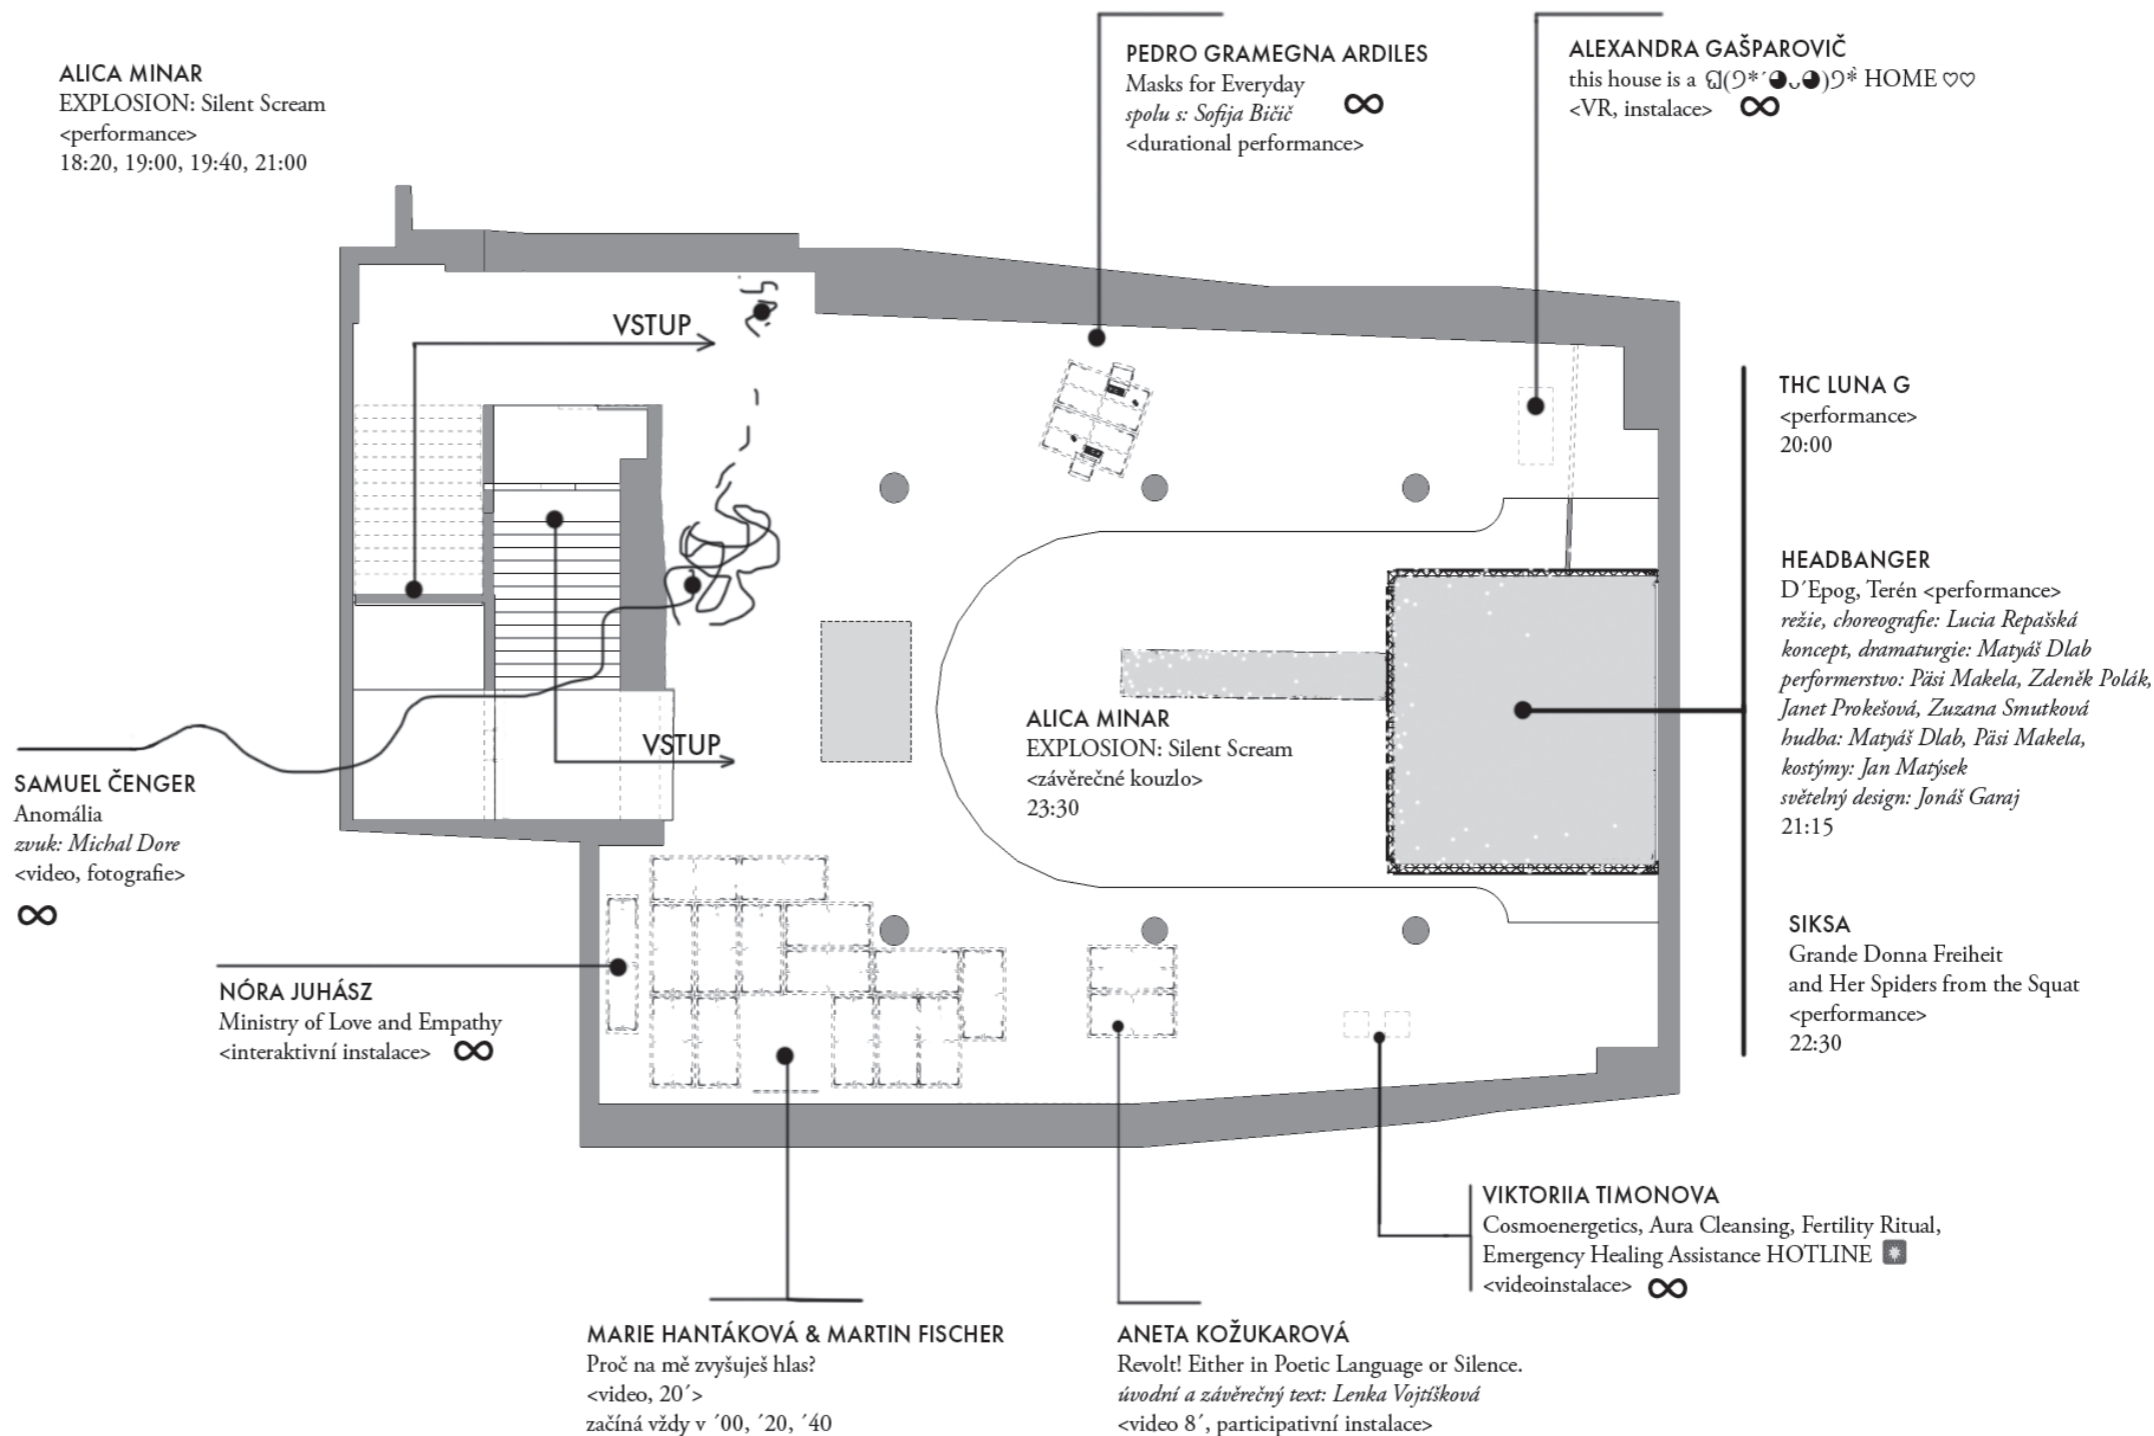 ALICA MINAR
EXPLOSION: Silent Scream
<performance>
18:20, 19:00, 19:40, 21:00
PEDRO GRAMEGNA ARDILES
Masks for Everyday
spolu s: Sofija Bičič
∞
<durational performance>
ALEXANDRA GAŠPAROVIČ
this house is a HOME ♡♡
<VR, instalace> ∞
VSTUP
VSTUP
THC LUNA G
<performance>
20:00
HEADBANGER
D´Epog, Terén <performance>
režie, choreografie: Lucia Repašská
koncept, dramaturgie: Matyáš Dlab
performerstvo: Päsi Makela, Zdeněk Polák,
Janet Prokešová, Zuzana Smutková
hudba: Matyáš Dlab, Päsi Makela,
kostýmy: Jan Matýsek
světelný design: Jonáš Garaj
21:15
SIKSA
Grande Donna Freiheit
and Her Spiders from the Squat
<performance>
22:30
ALICA MINAR
EXPLOSION: Silent Scream
<závěrečné kouzlo>
23:30
SAMUEL ČENGER
Anomália
zvuk: Michal Dore
<video, fotografie>
∞
NÓRA JUHÁSZ
Ministry of Love and Empathy
<interaktivní instalace> ∞
MARIE HANTÁKOVÁ & MARTIN FISCHER
Proč na mě zvyšuješ hlas?
<video, 20´>
začíná vždy v ´00, ´20, ´40
ANETA KOŽUKAROVÁ
Revolt! Either in Poetic Language or Silence.
úvodní a závěrečný text: Lenka Vojtíšková
<video 8´, participativní instalace>
VIKTORIIA TIMONOVA
Cosmoenergetics, Aura Cleansing, Fertility Ritual,
Emergency Healing Assistance HOTLINE
<videoinstalace> ∞